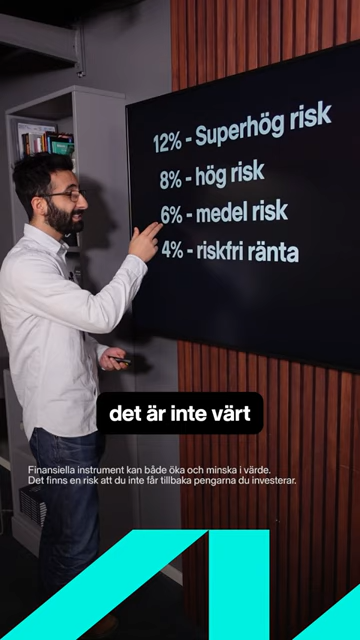 12% - Superhög risk
8% - hög risk
6% - medel risk
4% - riskfri ränta
det är inte värt
Finansiella instrument kan både öka och minska i värde.
Det finns en risk att du inte får tillbaka pengarna du investerar.